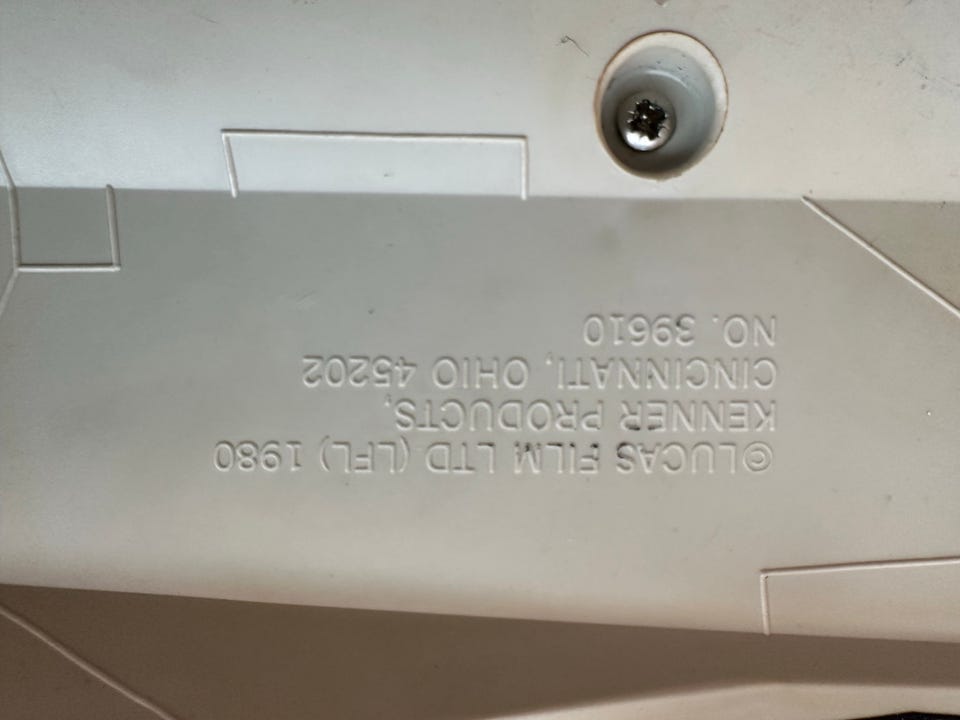 ©LUCAS FILM LTD (LFL) 1980
KENNER PRODUCTS,
CINCINNATI, OHIO 45202
NO. 39610